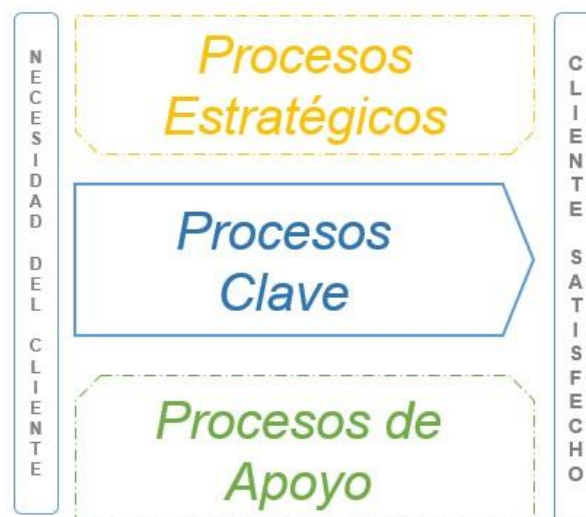 NECESIDAD DEL CLIENTE
Procesos
Estratégicos
Procesos
Clave
Procesos de
Apoyo
CLIENTE SATISFECHO